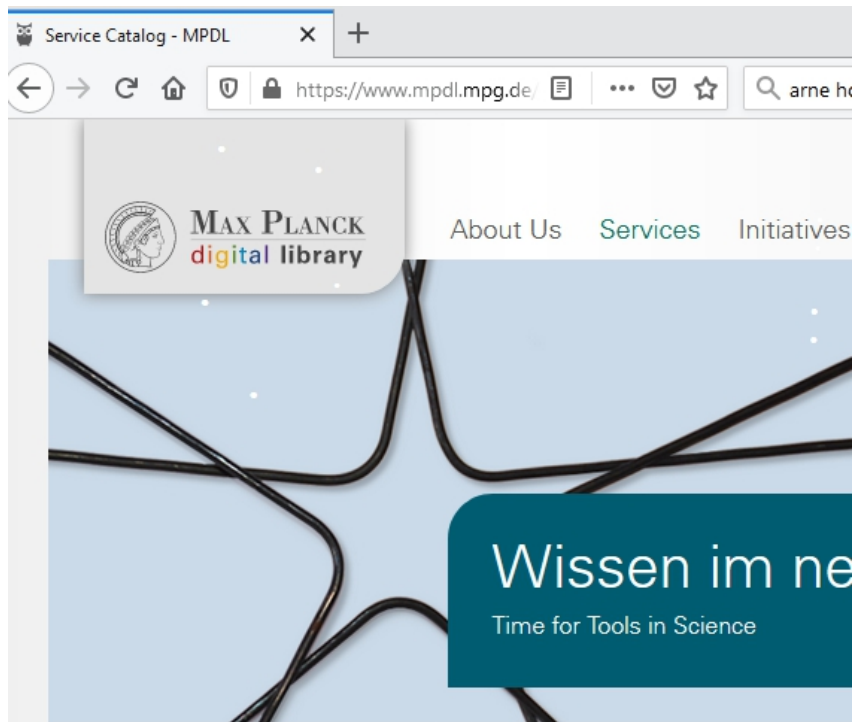 Service Catalog - MPDL
https://www.mpdl.mpg.de/
arne ho
MAX PLANCK
digital library
About Us Services Initiatives
Wissen im ne
Time for Tools in Science